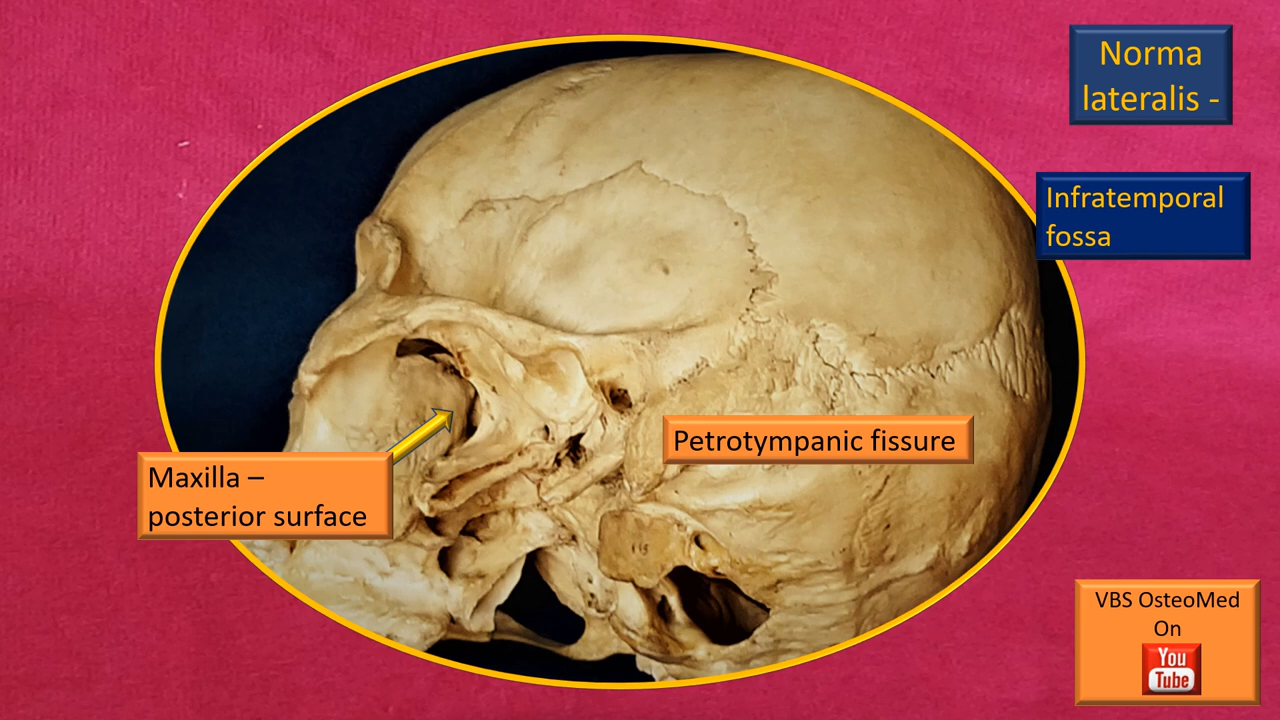 Norma
lateralis -
Infratemporal
fossa
Petrotympanic fissure
Maxilla –
posterior surface
VBS OsteoMed
On
You
Tube